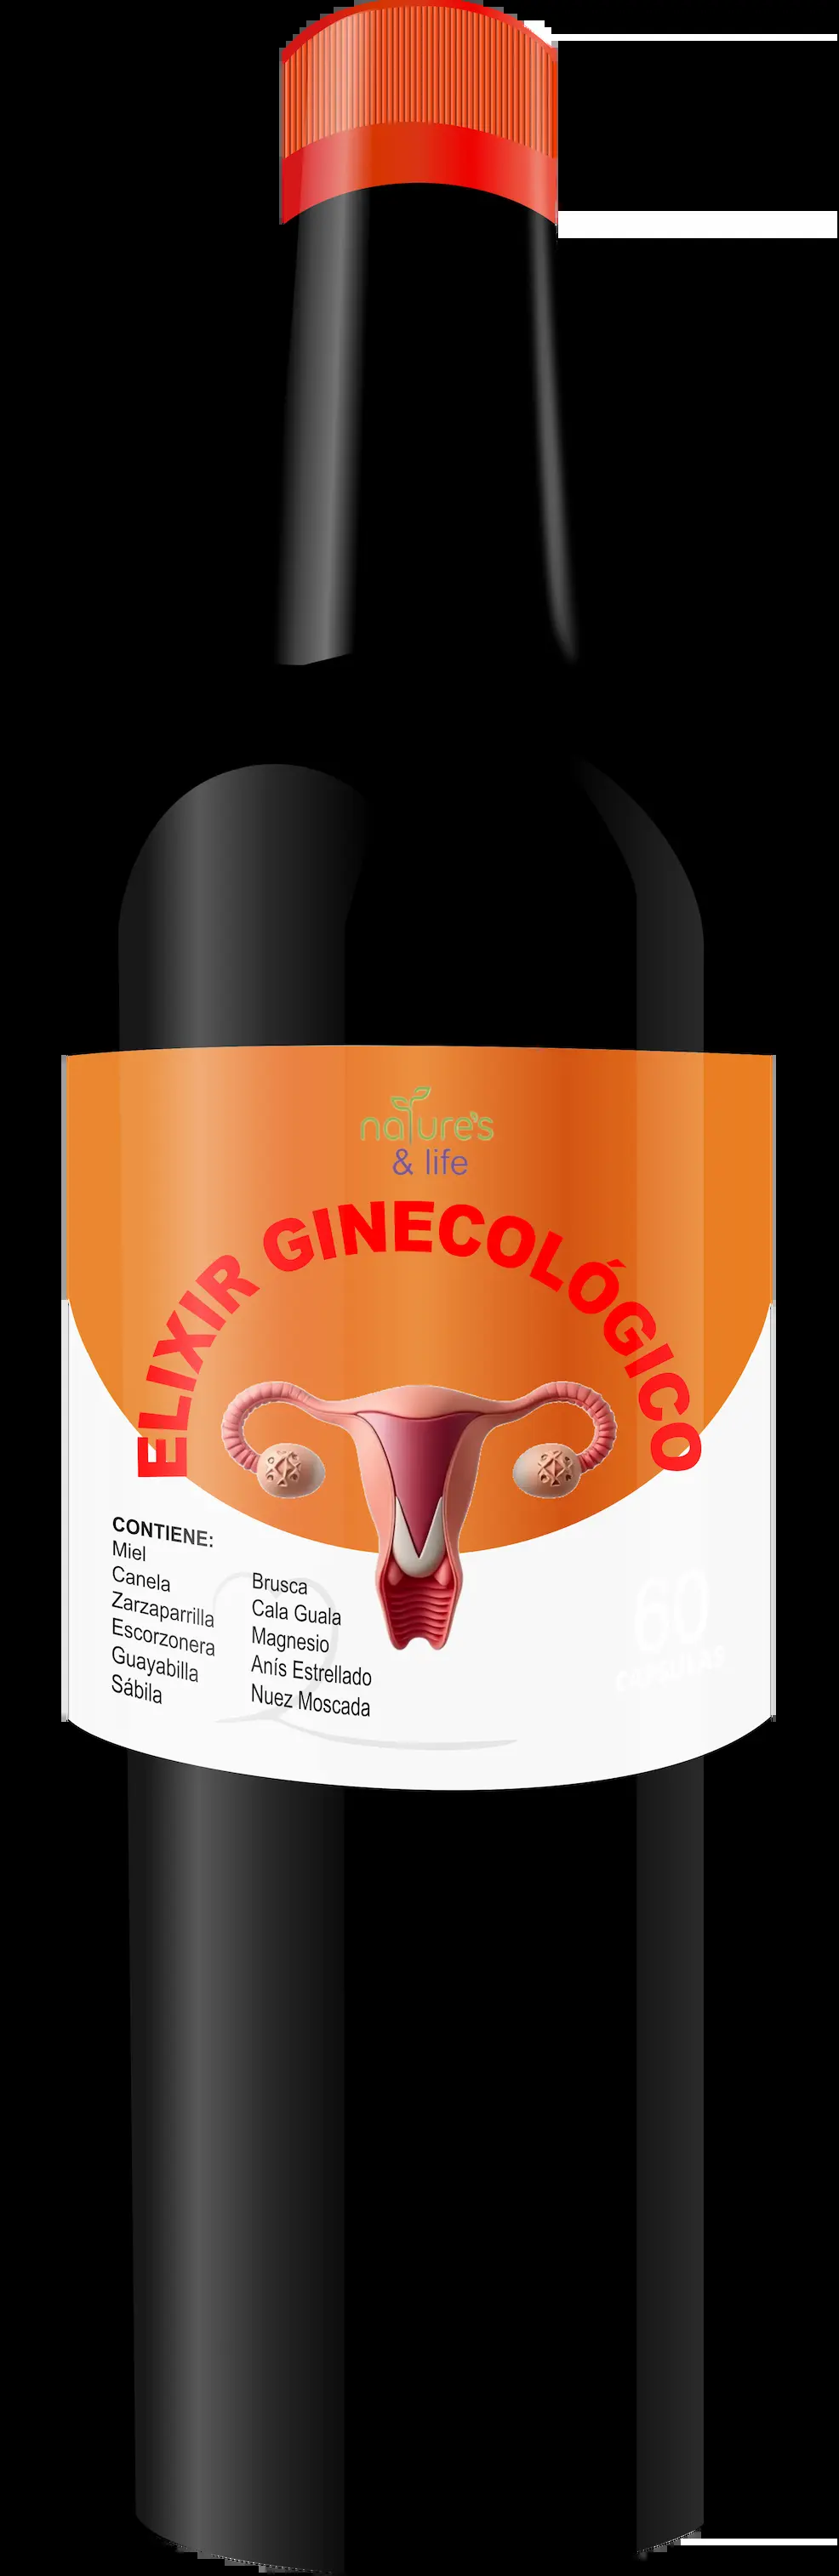 nature's
& life
ELIXIR GINECOLÓGICO
CONTIENE:
Miel
Canela
Zarzaparrilla
Escorzonera
Guayabilla
Sábila
Brusca
Cala Guala
Magnesio
Anís Estrellado
Nuez Moscada
60
CAPSULAS